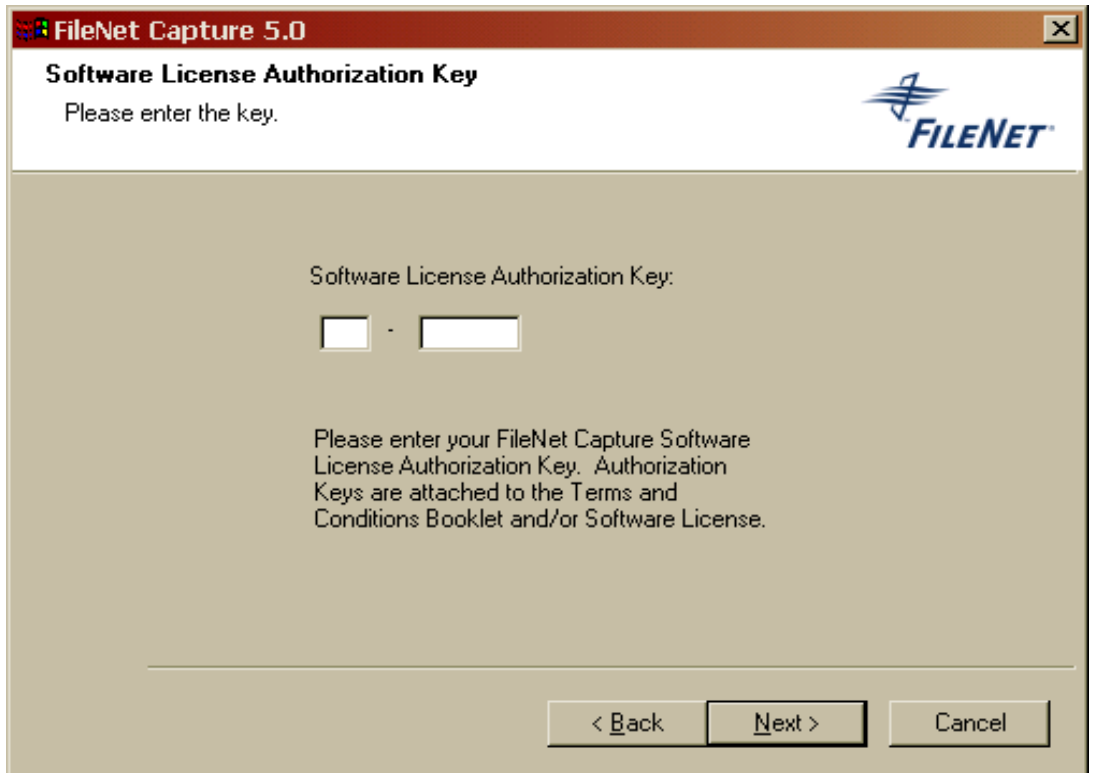 FileNet Capture 5.0
Software License Authorization Key
Please enter the key.
FILENET
Software License Authorization Key:
-
Please enter your FileNet Capture Software
License Authorization Key. Authorization
Keys are attached to the Terms and
Conditions Booklet and/or Software License.
< Back Next > Cancel